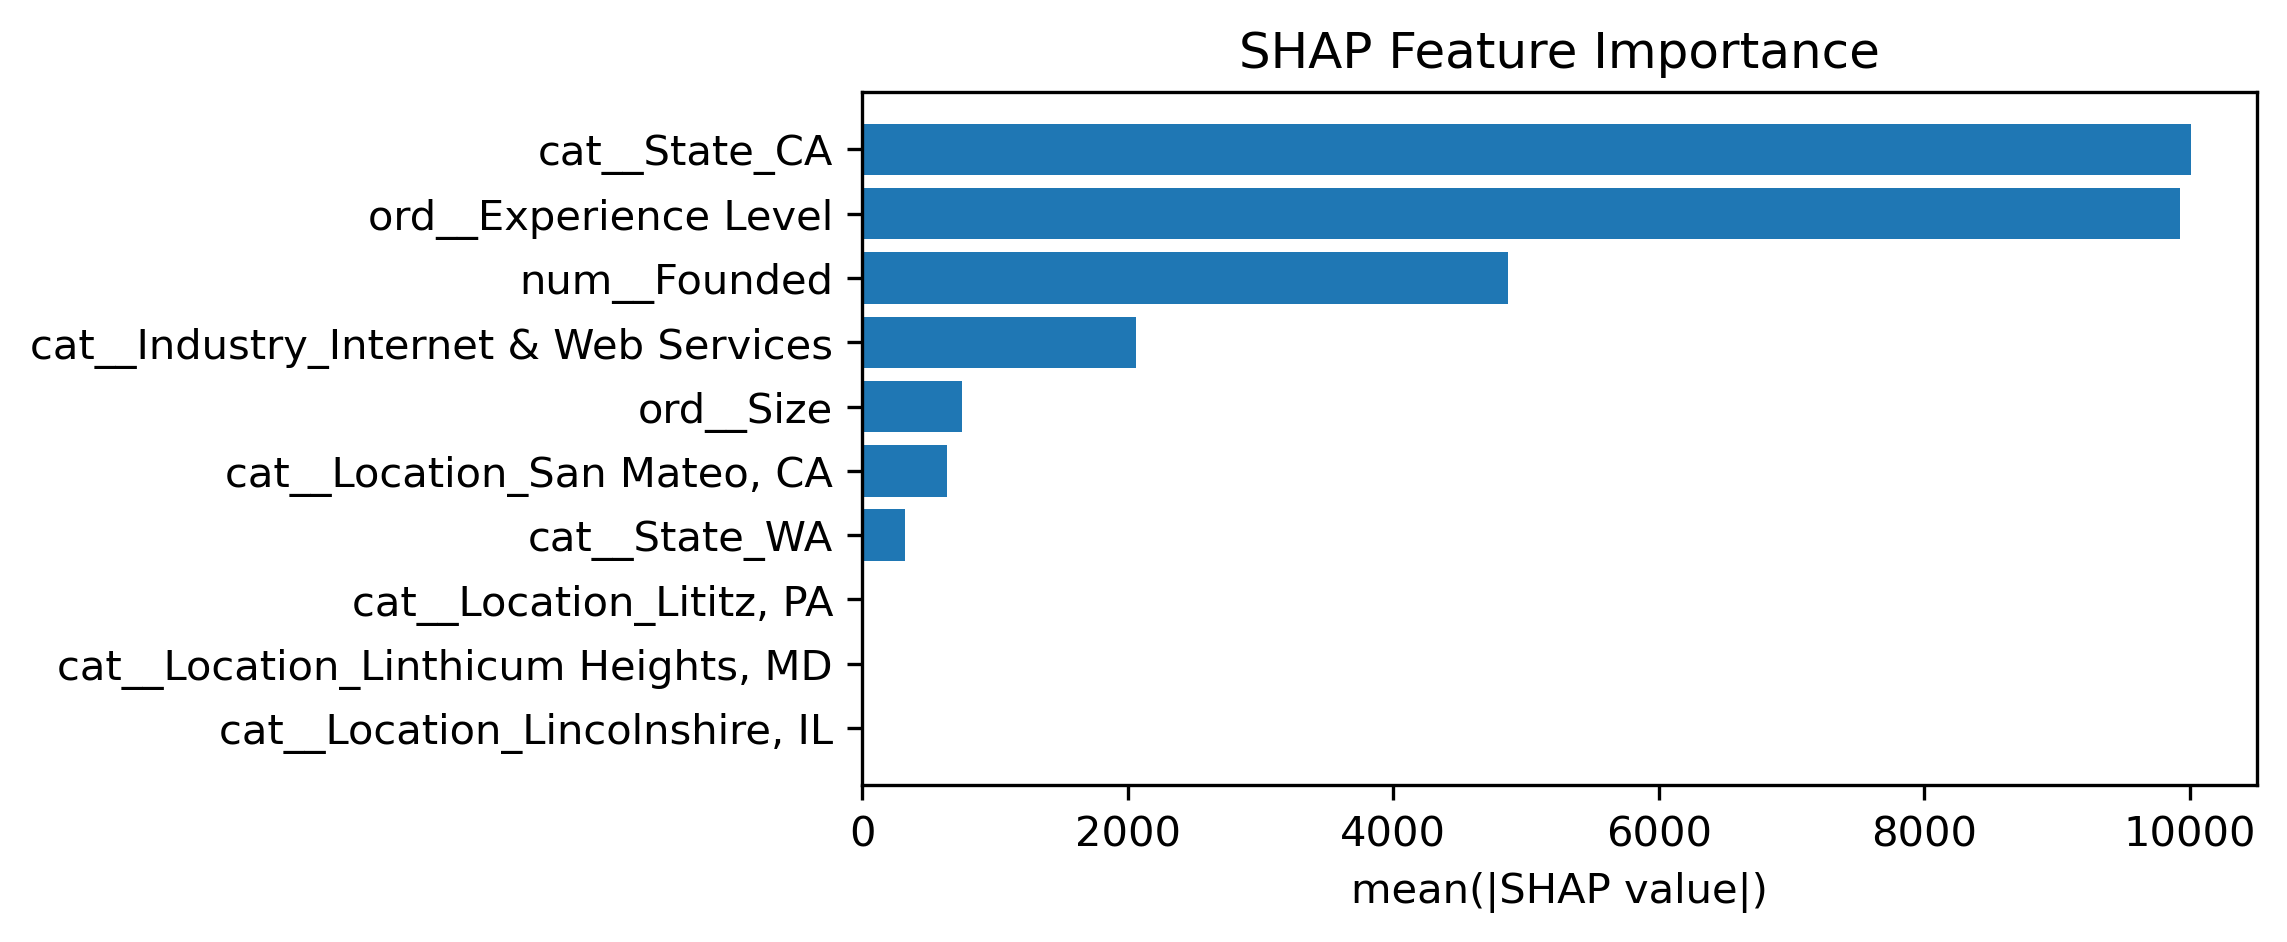 SHAP Feature Importance
cat__State_CA
ord__Experience Level
num__Founded
cat__Industry_Internet & Web Services
ord__Size
cat__Location_San Mateo, CA
cat__State_WA
cat__Location_Lititz, PA
cat__Location_Linthicum Heights, MD
cat__Location_Lincolnshire, IL
0 2000 4000 6000 8000 10000
mean(|SHAP value|)